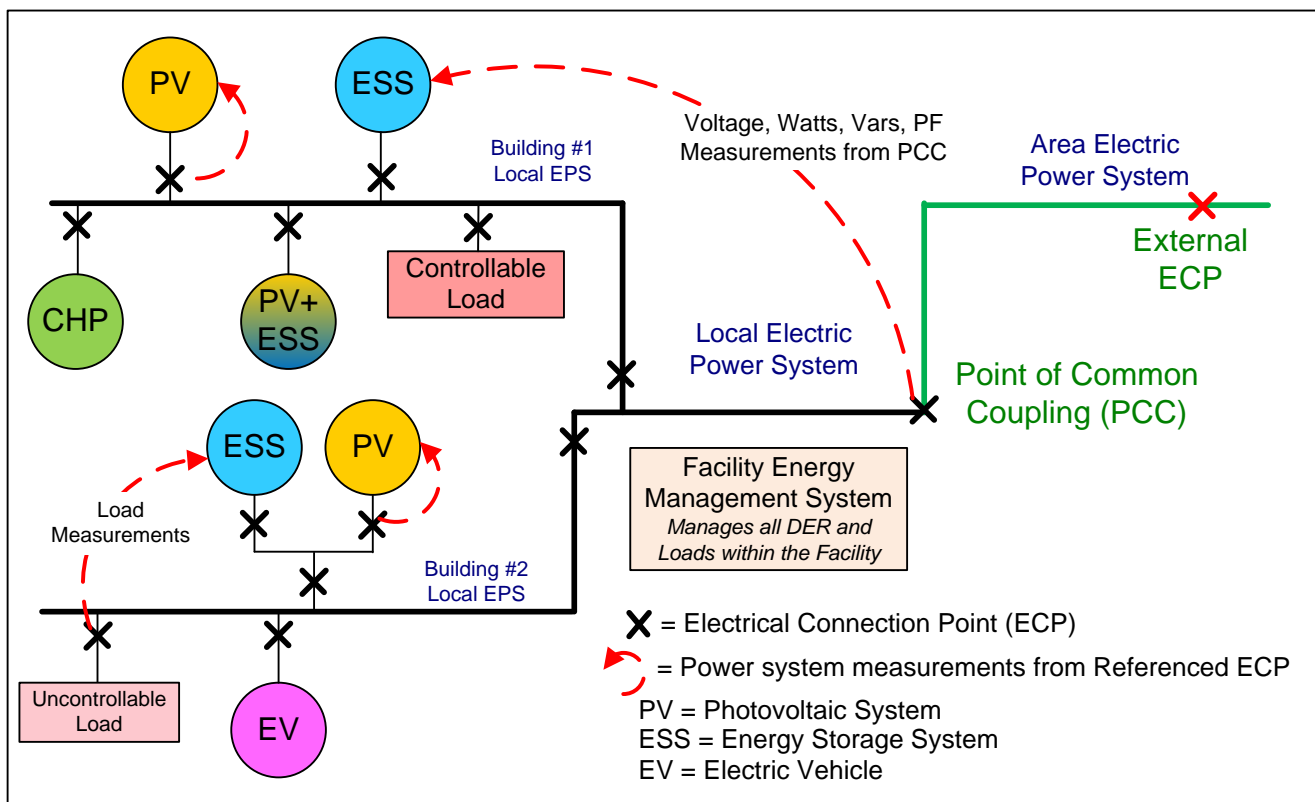 PV
ESS
Voltage, Watts, Vars, PF
Measurements from PCC
Building #1
Local EPS
Area Electric
Power System
External
ECP
CHP
PV+
ESS
Controllable
Load
Local Electric
Power System
Point of Common
Coupling (PCC)
ESS
PV
Load
Measurements
Facility Energy
Management System
Manages all DER and
Loads within the Facility
Building #2
Local EPS
= Electrical Connection Point (ECP)
= Power system measurements from Referenced ECP
Uncontrollable
Load
EV
PV = Photovoltaic System
ESS = Energy Storage System
EV = Electric Vehicle